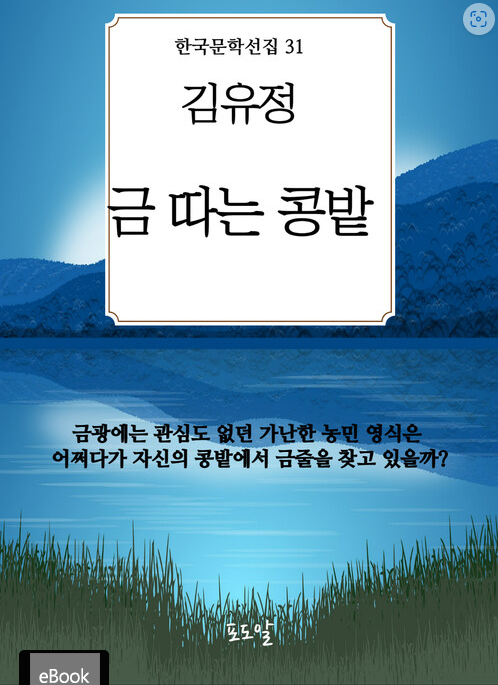 한국문학선집 31
김유정
금 따는 콩밭
금광에는 관심도 없던 가난한 농민 영식은
어쩌다가 자신의 콩밭에서 금줄을 찾고 있을까?
포도알
eBook